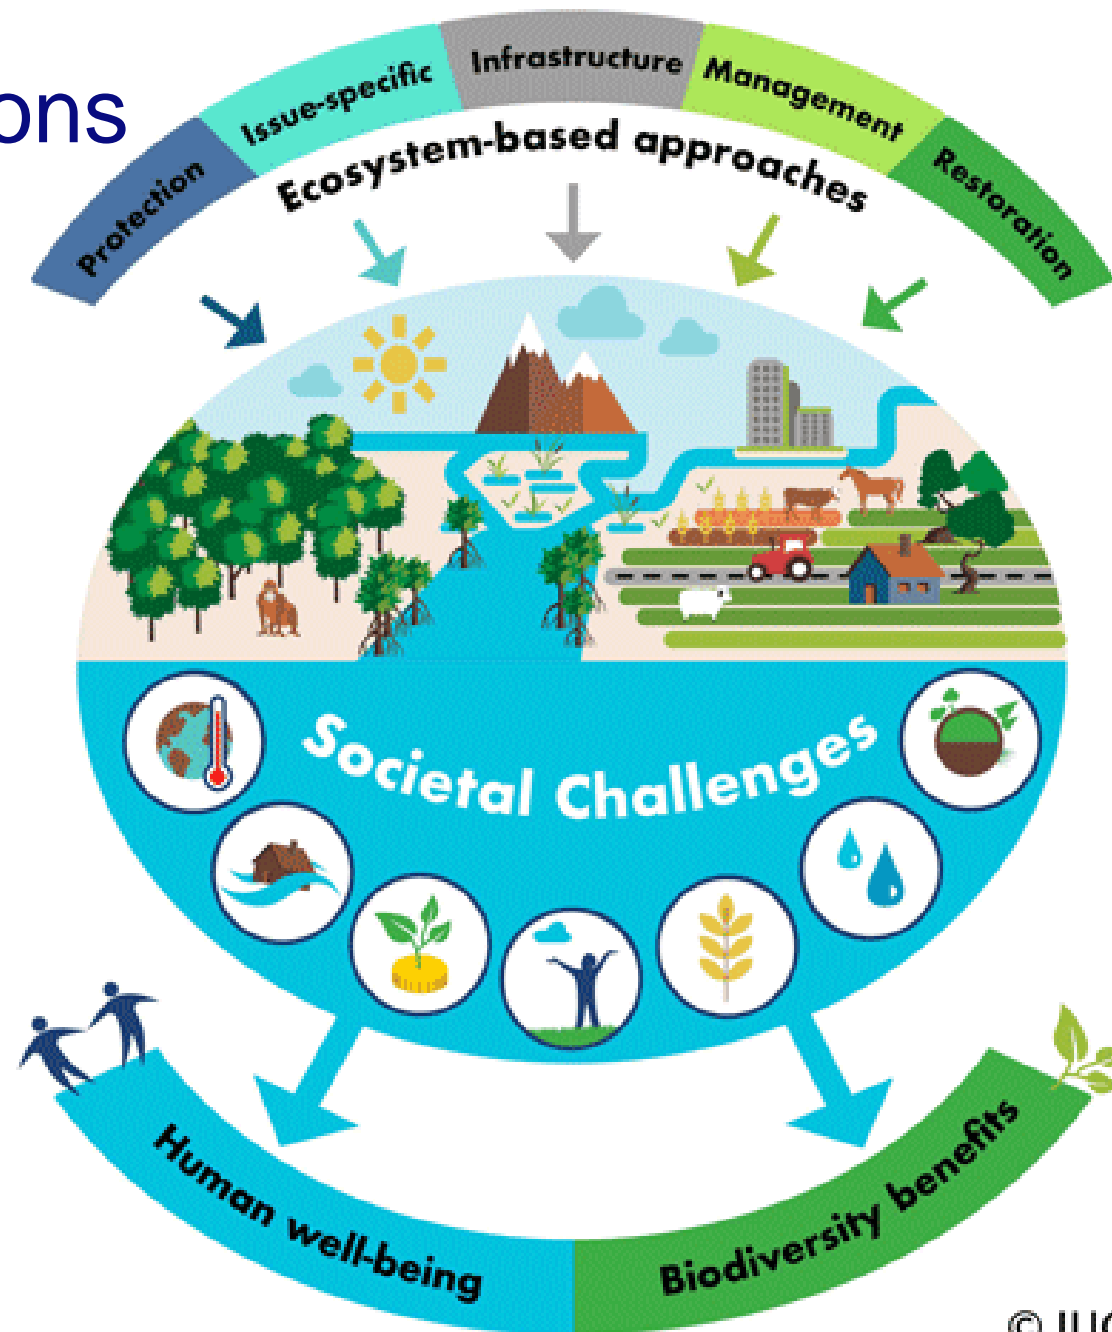 ons
Protection
Issue-specific
Infrastructure
Management
Restoration
Ecosystem-based approaches
Societal Challenges
Human well-being
Biodiversity benefits
©